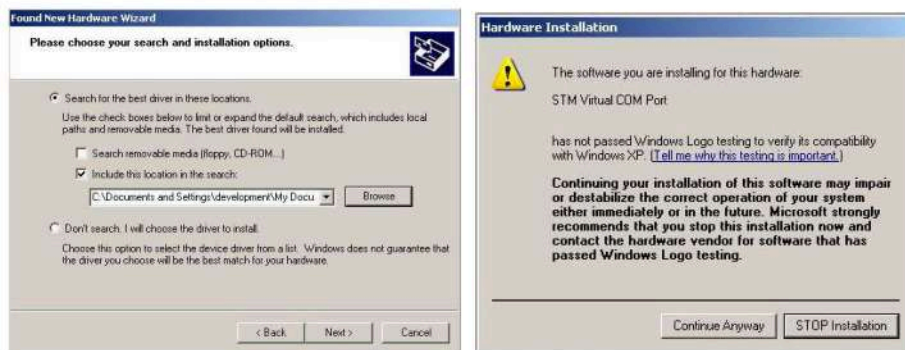 Found New Hardware Wizard
Please choose your search and installation options.
Search for the best driver in these locations.
Use the check boxes below to limit or expand the default search, which includes local
paths and removable media. The best driver found will be installed.
Search removable media (floppy, CD-ROM...)
Include this location in the search:
C:\Documents and Settings\development\My Docu
Browse
Don't search. I will choose the driver to install.
Choose this option to select the device driver from a list. Windows does not guarantee that
the driver you choose will be the best match for your hardware.
< Back
Next >
Cancel
Hardware Installation
The software you are installing for this hardware:
STM Virtual COM Port
has not passed Windows Logo testing to verify its compatibility
with Windows XP. (Tell me why this testing is important.)
Continuing your installation of this software may impair
or destabilize the correct operation of your system
either immediately or in the future. Microsoft strongly
recommends that you stop this installation now and
contact the hardware vendor for software that has
passed Windows Logo testing.
Continue Anyway
STOP Installation